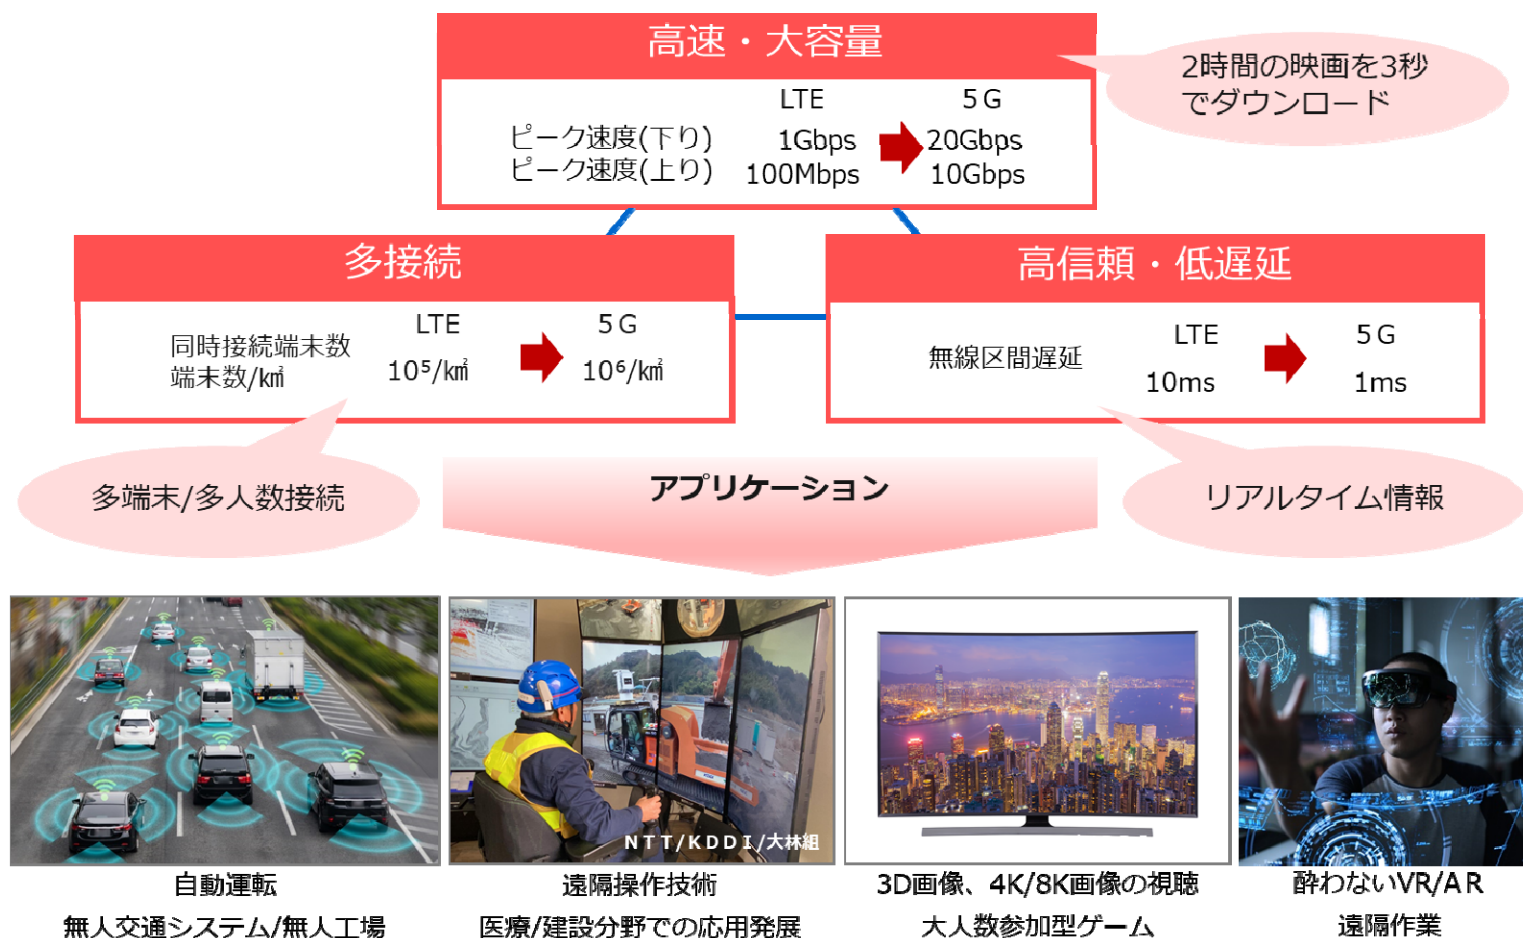 高速・大容量
LTE 5G
ピーク速度(下り) 1Gbps 20Gbps
ピーク速度(上り) 100Mbps 10Gbps
2時間の映画を3秒
でダウンロード
多接続
LTE 5G
同時接続端末数
端末数/㎢ 10⁵/㎢ 10⁶/㎢
高信頼・低遅延
LTE 5G
無線区間遅延
10ms 1ms
多端末/多人数接続
アプリケーション
リアルタイム情報
NTT/KDDI/大林組
自動運転
無人交通システム/無人工場
遠隔操作技術
医療/建設分野での応用発展
3D画像、4K/8K画像の視聴
大人数参加型ゲーム
酔わないVR/AR
遠隔作業